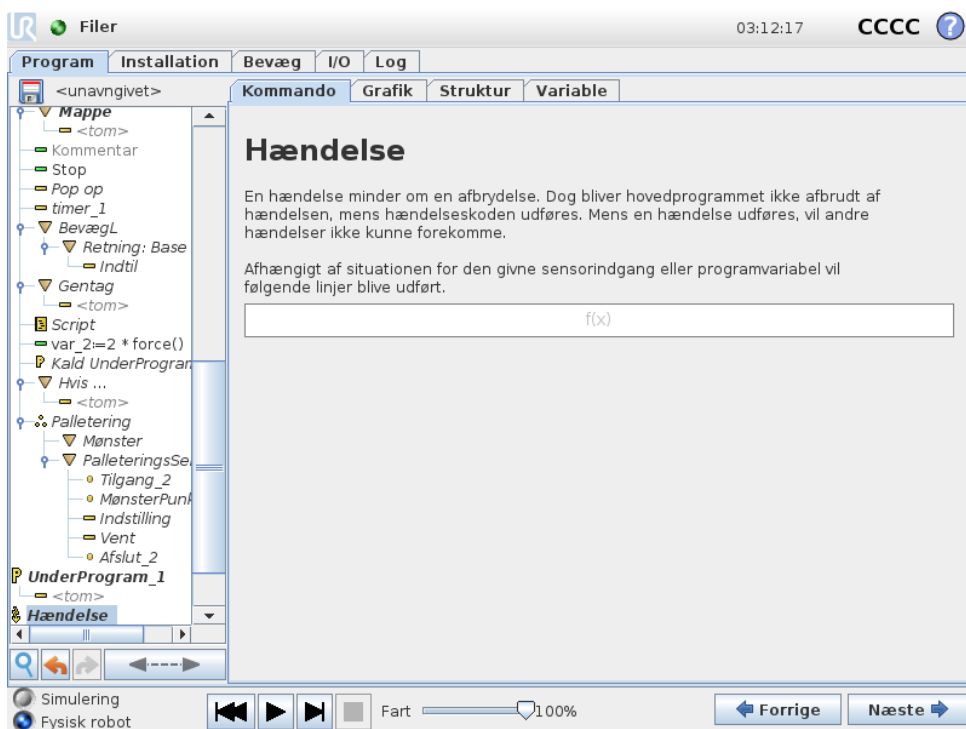 UR Filer 03:12:17 CCCC ?
Program Installation Bevæg I/O Log
<unavngivet> Kommando Grafik Struktur Variable
Mappe
<tom>
Kommentar
Stop
Pop op
timer_1
BevægL
Retning: Base
Indtil
Gentag
<tom>
Script
var_2:=2 * force()
Kald UnderProgram
Hvis ...
<tom>
Palletering
Mønster
PalleteringsSe
Tilgang_2
MønsterPunk
Indstilling
Vent
Afslut_2
P UnderProgram_1
<tom>
Hændelse
Hændelse
En hændelse minder om en afbrydelse. Dog bliver hovedprogrammet ikke afbrudt af
hændelsen, mens hændelseskoden udføres. Mens en hændelse udføres, vil andre
hændelser ikke kunne forekomme.
Afhængigt af situationen for den givne sensorindgang eller programvariabel vil
følgende linjer blive udført.
f(x)
Simulering
Fysisk robot
Fart 100%
Forrige Næste